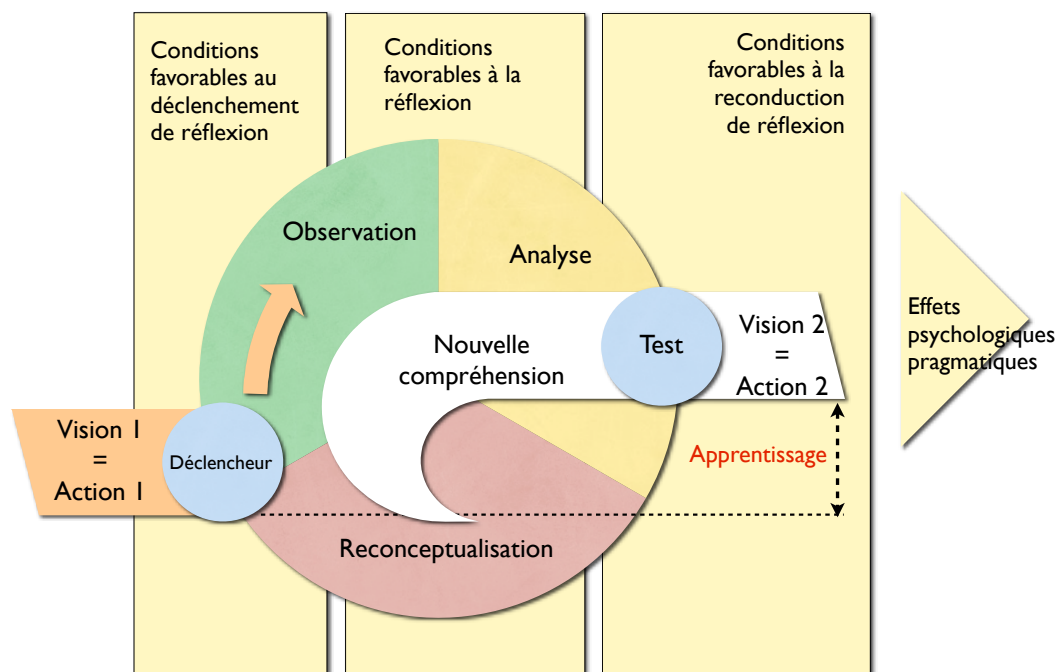 Conditions
favorables au
déclenchement
de réflexion
Conditions
favorables à la
réflexion
Conditions
favorables à la
reconduction
de réflexion
Observation
Analyse
Nouvelle
compréhension
Test
Vision 2
=
Action 2
Effets
psychologiques
pragmatiques
Vision 1
=
Action 1
Déclencheur
Apprentissage
Reconceptualisation